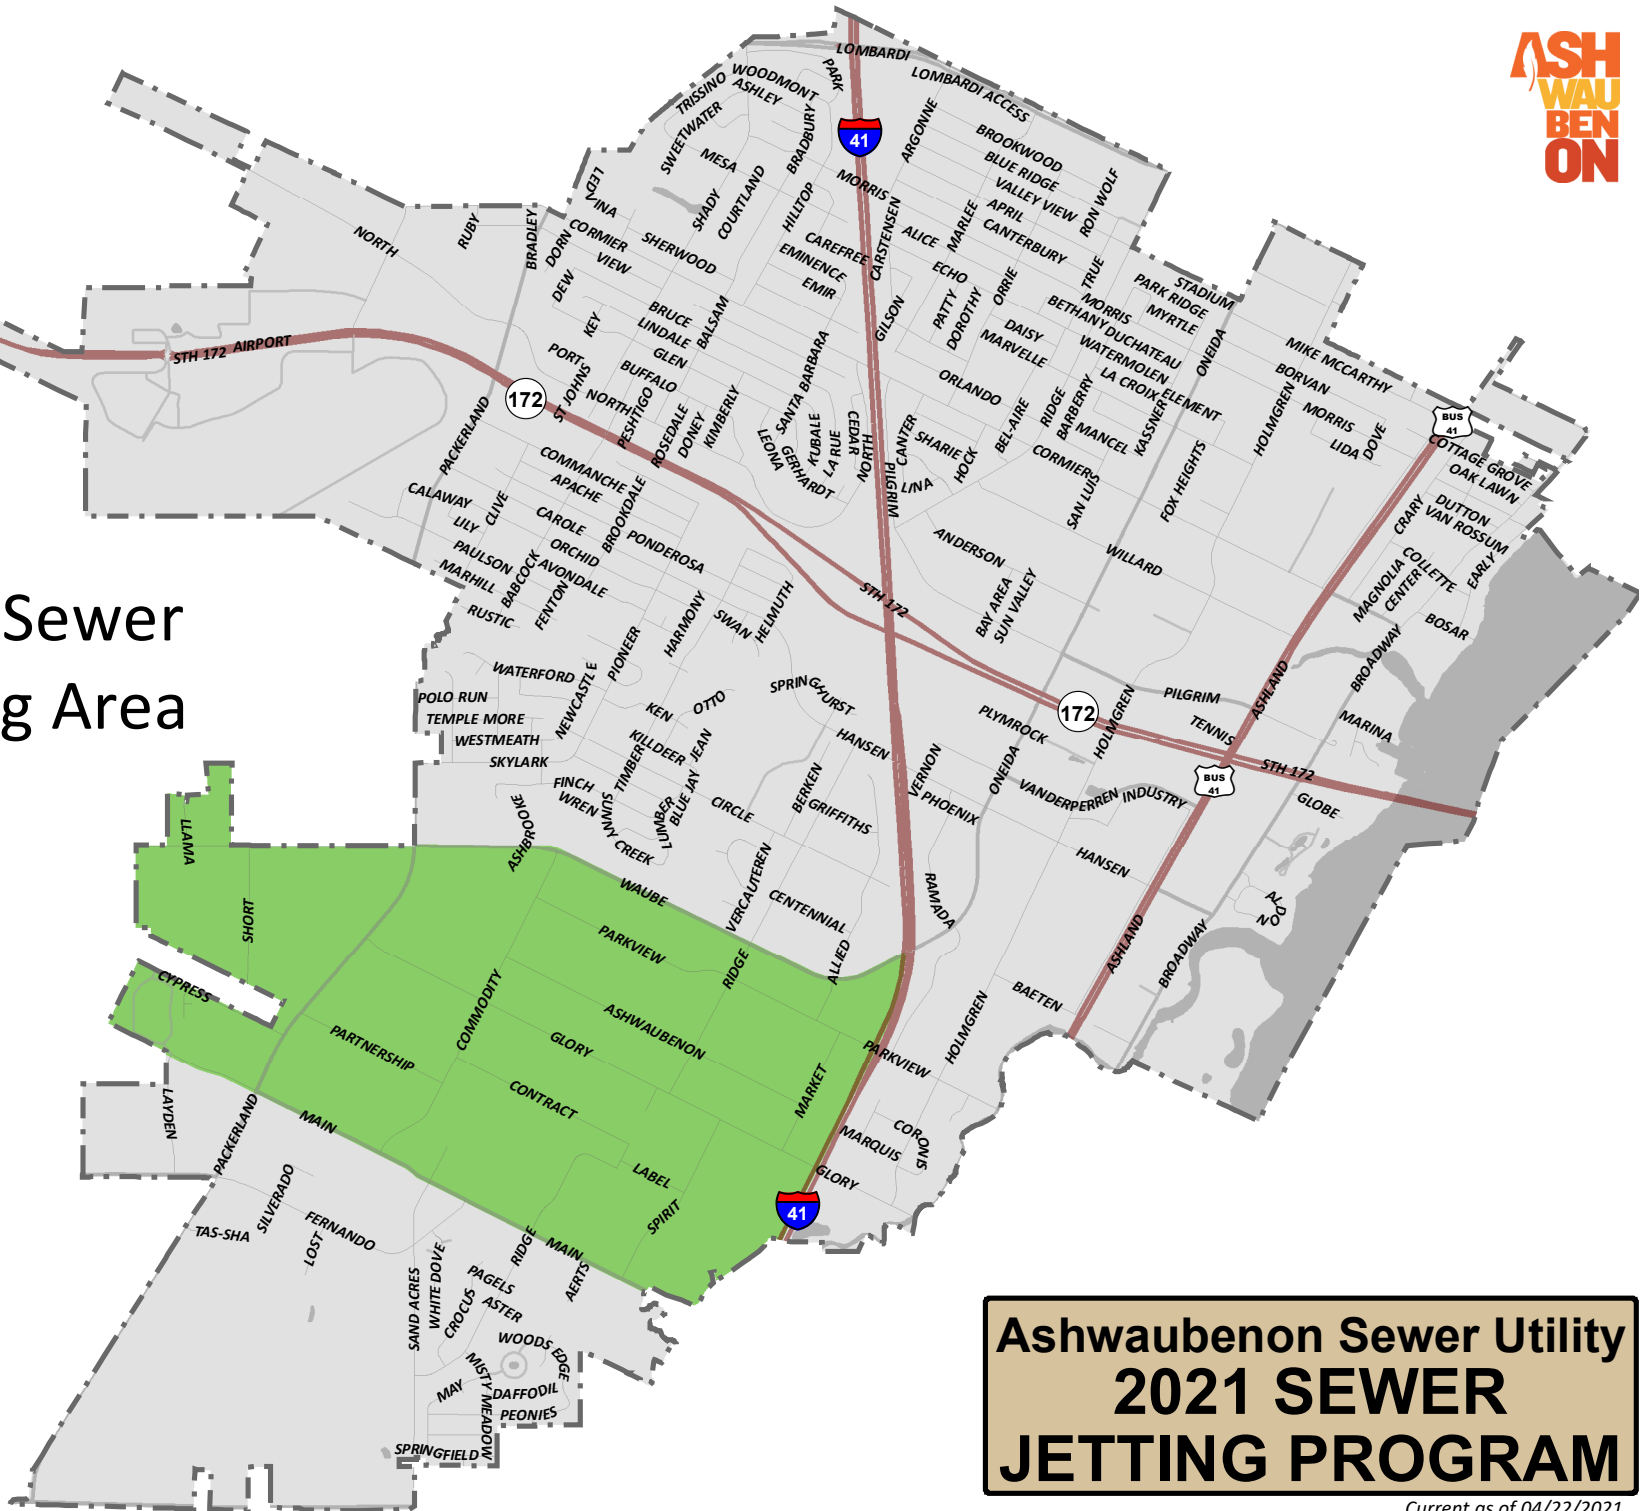 LOMBARDI
LOMBARDI ACCESS
PARK
WOODMONT
ASHLEY
TRISSINO
SWEETWATER
BRADBURY
MESA
SHADY
COURTLAND
HILLTOP
41
ARGONNE
BROOKWOOD
BLUE RIDGE
VALLEY VIEW
APRIL
CANTERBURY
RON WOLF
MORRIS
CARSTENSEN
ALICE
MARLEE
ASH
WAU
BEN
ON
LEDVINA
CORMIER
VIEW
SHERWOOD
CAREFREE
EMINENCE
EMIR
ECHO
ORRIE
TRUE
NORTH
RUBY
BRADLEY
DORN
DEW
KEY
BRUCE
LINDALE
GLEN
BUFFALO
BALSAM
GILSON
PATTY
DOROTHY
DAISY
MARVELLE
BETHANY
MORRIS
DUCHATEAU
WATERMOLEN
LA CROIX
KLEMENT
PARK RIDGE
STADIUM
MYRTLE
ONEIDA
MIKE MCCARTHY
BORVAN
MORRIS
LIDA
DOVE
HOLMGREN
STH 172
AIRPORT
172
PORT
ST JOHNS
NORTH
PESHTIGO
ROSEDALE
DONEY
KIMBERLY
SANTA BARBARA
LEONA
GERHARDT
KUBALE
LA RUE
CEDAR
NORTH
PILGRIM
CANTER
SHARIE
LINA
HOCK
ORLANDO
BEL-AIRE
RIDGE
BARBERRY
MANCEL
CORMIER
KASSNER
SAN LUIS
FOX HEIGHTS
BUS
41
COTTAGE GROVE
OAK LAWN
DUTTON
VAN ROSSUM
CRARY
COLLETTE
EARLY
MAGNOLIA
CENTER
BOSAR
BROADWAY
PACKERLAND
COMMANCHE
APACHE
CALAWAY
LILY
CLIVE
CAROLE
ORCHID
AVONDALE
BROOKDALE
PONDEROSA
PAULSON
MARHILL
BABCOCK
FENTON
RUSTIC
HARMONY
SWAN
HELMUTH
STH 172
ANDERSON
BAY AREA
SUN VALLEY
WILLARD
Sewer
g Area
WATERFORD
POLO RUN
TEMPLE MORE
WESTMEATH
SKYLARK
NEWCASTLE
PIONEER
KEN
OTTO
KILLDEER
JEAN
TIMBER
BLUE JAY
SPRINGHURST
HANSEN
VERNON
PLYMROCK
172
HOLMGREN
PILGRIM
TENNIS
ASHLAND
MARINA
STH 172
BUS
41
GLOBE
FINCH
WREN
SUNNY
CREEK
LUNBER
CIRCLE
BERKEN
GRIFFITHS
PHOENIX
ONEIDA
VANDERPERREN
INDUSTRY
HANSEN
ASHBROOKE
WAUBE
VERCAUTEREN
CENTENNIAL
RAMADA
ALLIED
LLAMA
SHORT
PARKVIEW
RIDGE
ASHLAND
BROADWAY
DONALD
CYPRESS
COMMODITY
ASHWAUBENON
GLORY
PARTNERSHIP
CONTRACT
MARKET
PARKVIEW
HOLMGREN
BAETEN
MARQUIS
CORONIS
GLORY
41
LABEL
SPIRIT
LAYDEN
PACKERLAND
MAIN
SILVERADO
TAS-SHA
LOST
FERNANDO
SAND ACRES
WHITE DOVE
CROCUS
PAGELS
ASTER
RIDGE
MAIN
AERTS
WOODS EDGE
MISTY MEADOW
MAY
DAFFODIL
PEONIES
SPRINGFIELD
Ashwaubenon Sewer Utility
2021 SEWER
JETTING PROGRAM
Current as of 04/22/2021